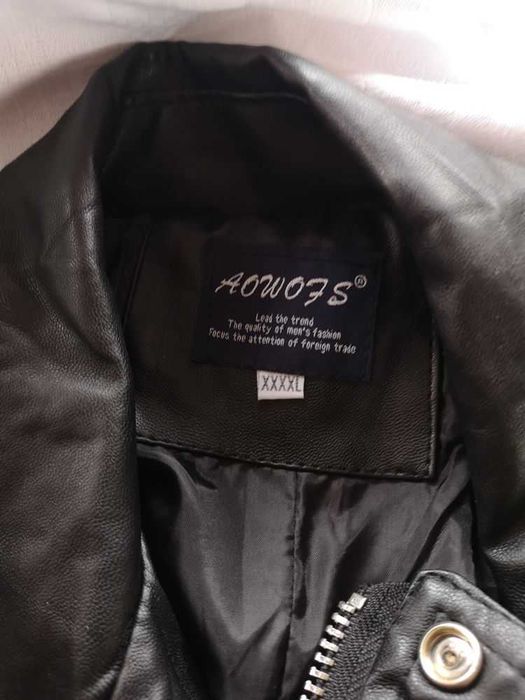 AOWOFS®
Lead the trend
The quality of men's fashion
Focus the attention of foreign trade
XXXXL